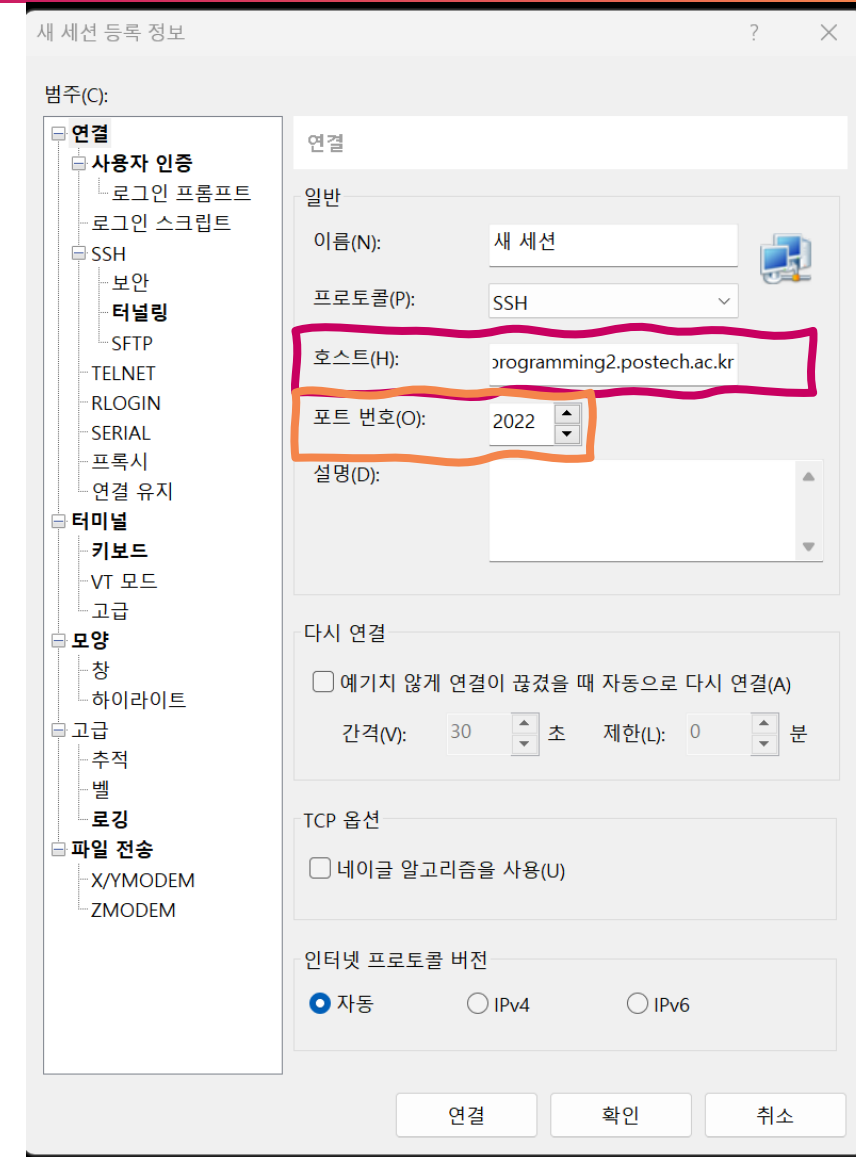 새 세션 등록 정보
?
범주(C):
연결
사용자 인증
로그인 프롬프트
로그인 스크립트
SSH
보안
터널링
SFTP
TELNET
RLOGIN
SERIAL
프록시
연결 유지
터미널
키보드
VT 모드
고급
모양
창
하이라이트
고급
추적
벨
로깅
파일 전송
X/YMODEM
ZMODEM
연결
일반
이름(N): 새 세션
프로토콜(P): SSH
호스트(H): programming2.postech.ac.kr
포트 번호(O): 2022
설명(D):
다시 연결
예기치 않게 연결이 끊겼을 때 자동으로 다시 연결(A)
간격(V): 30 초 제한(L): 0 분
TCP 옵션
네이글 알고리즘을 사용(U)
인터넷 프로토콜 버전
자동 IPv4 IPv6
연결 확인 취소